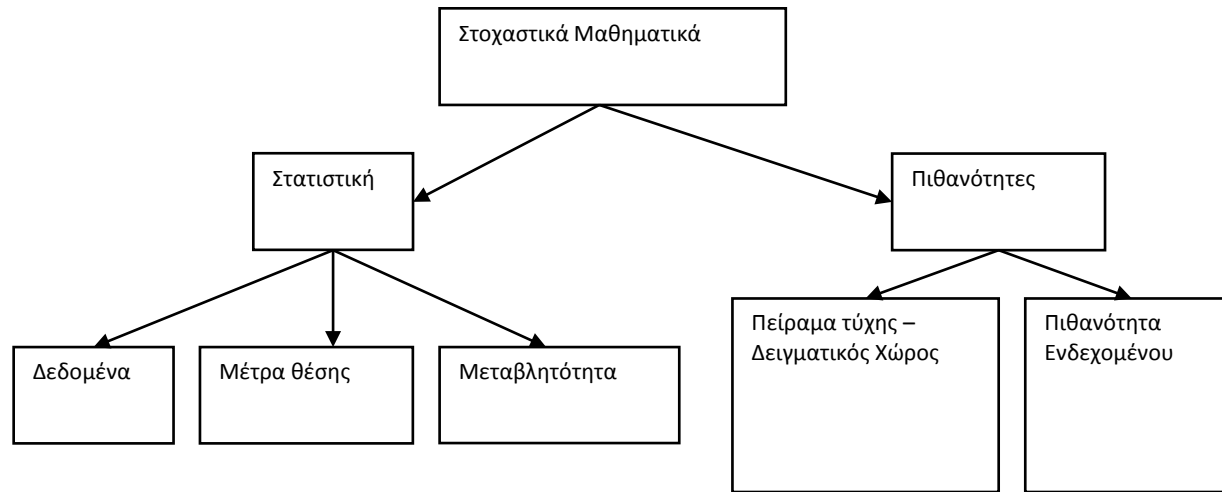 Στοχαστικά Μαθηματικά
Στατιστική
Πιθανότητες
Δεδομένα
Μέτρα θέσης
Μεταβλητότητα
Πείραμα τύχης –
Δειγματικός Χώρος
Πιθανότητα
Ενδεχομένου